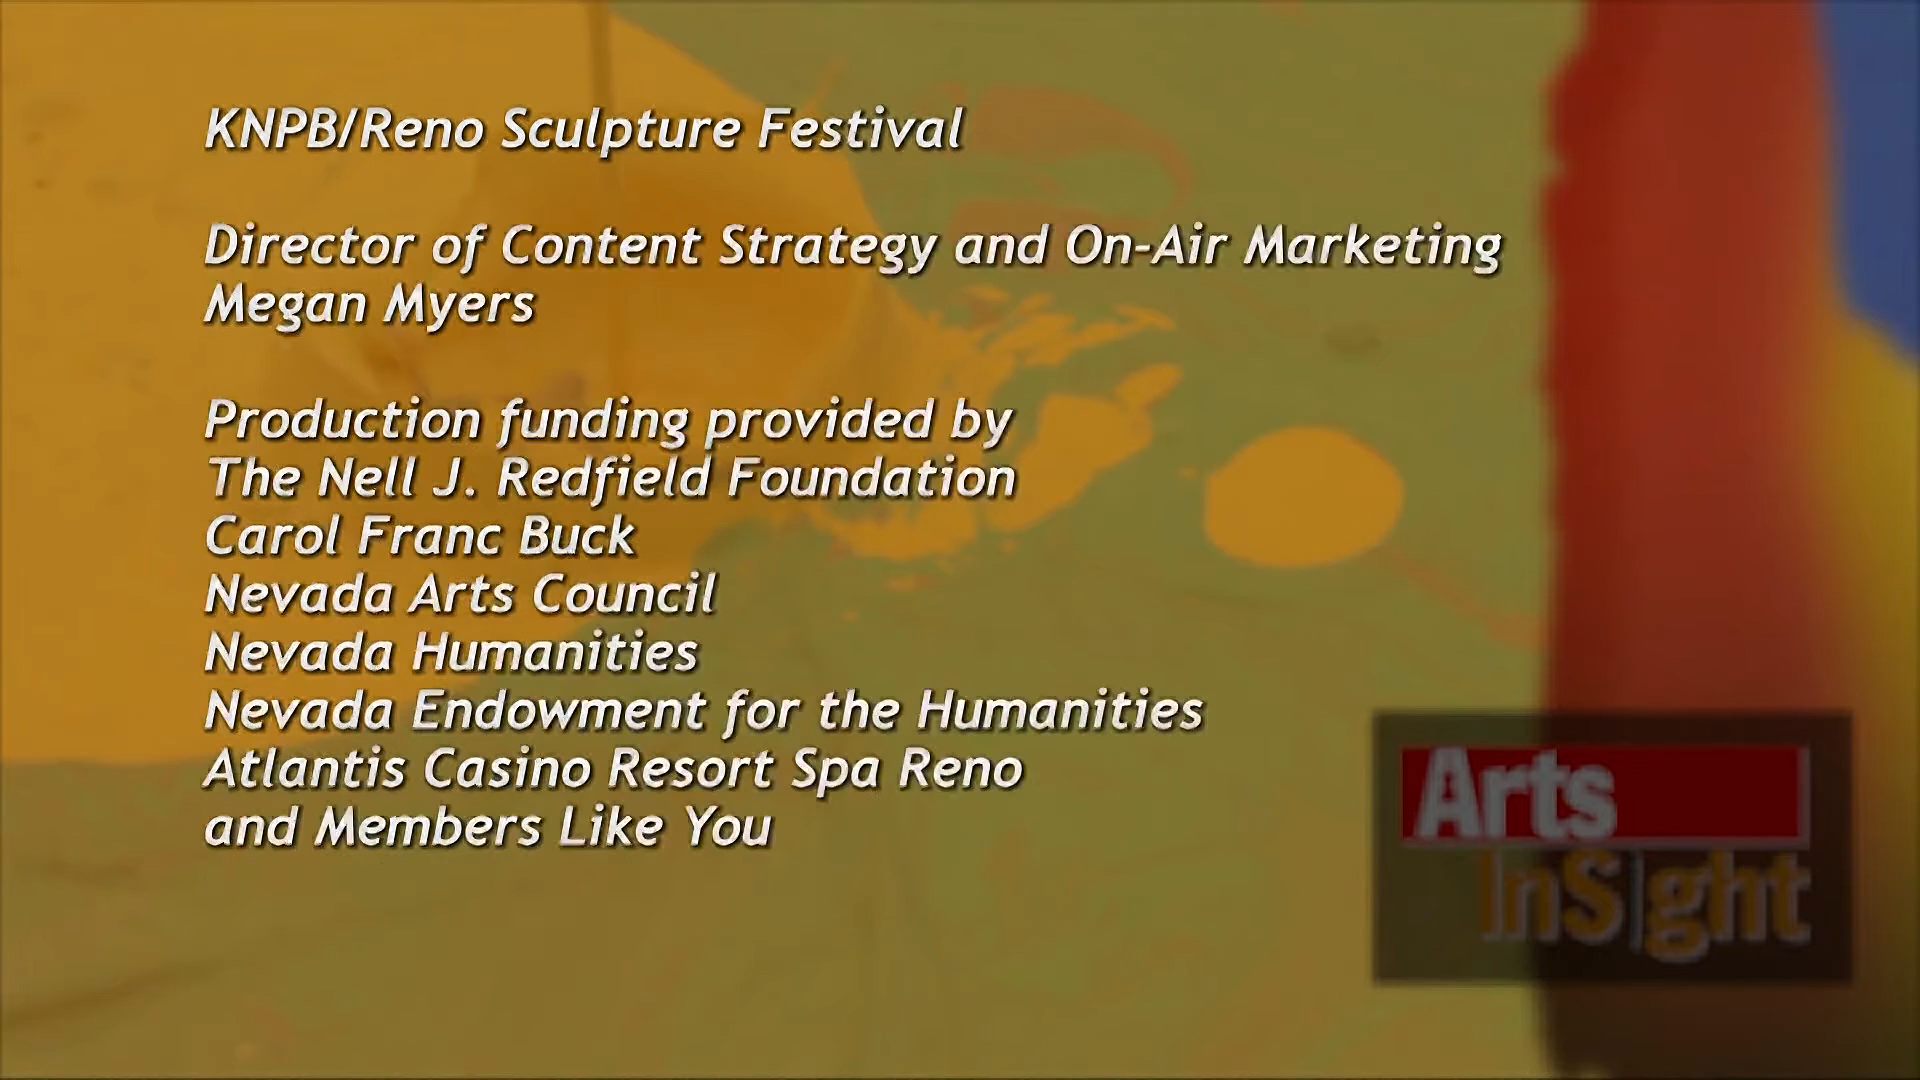 KNPB/Reno Sculpture Festival
Director of Content Strategy and On-Air Marketing
Megan Myers
Production funding provided by
The Nell J. Redfield Foundation
Carol Franc Buck
Nevada Arts Council
Nevada Humanities
Nevada Endowment for the Humanities
Atlantis Casino Resort Spa Reno
and Members Like You
Arts
InSight